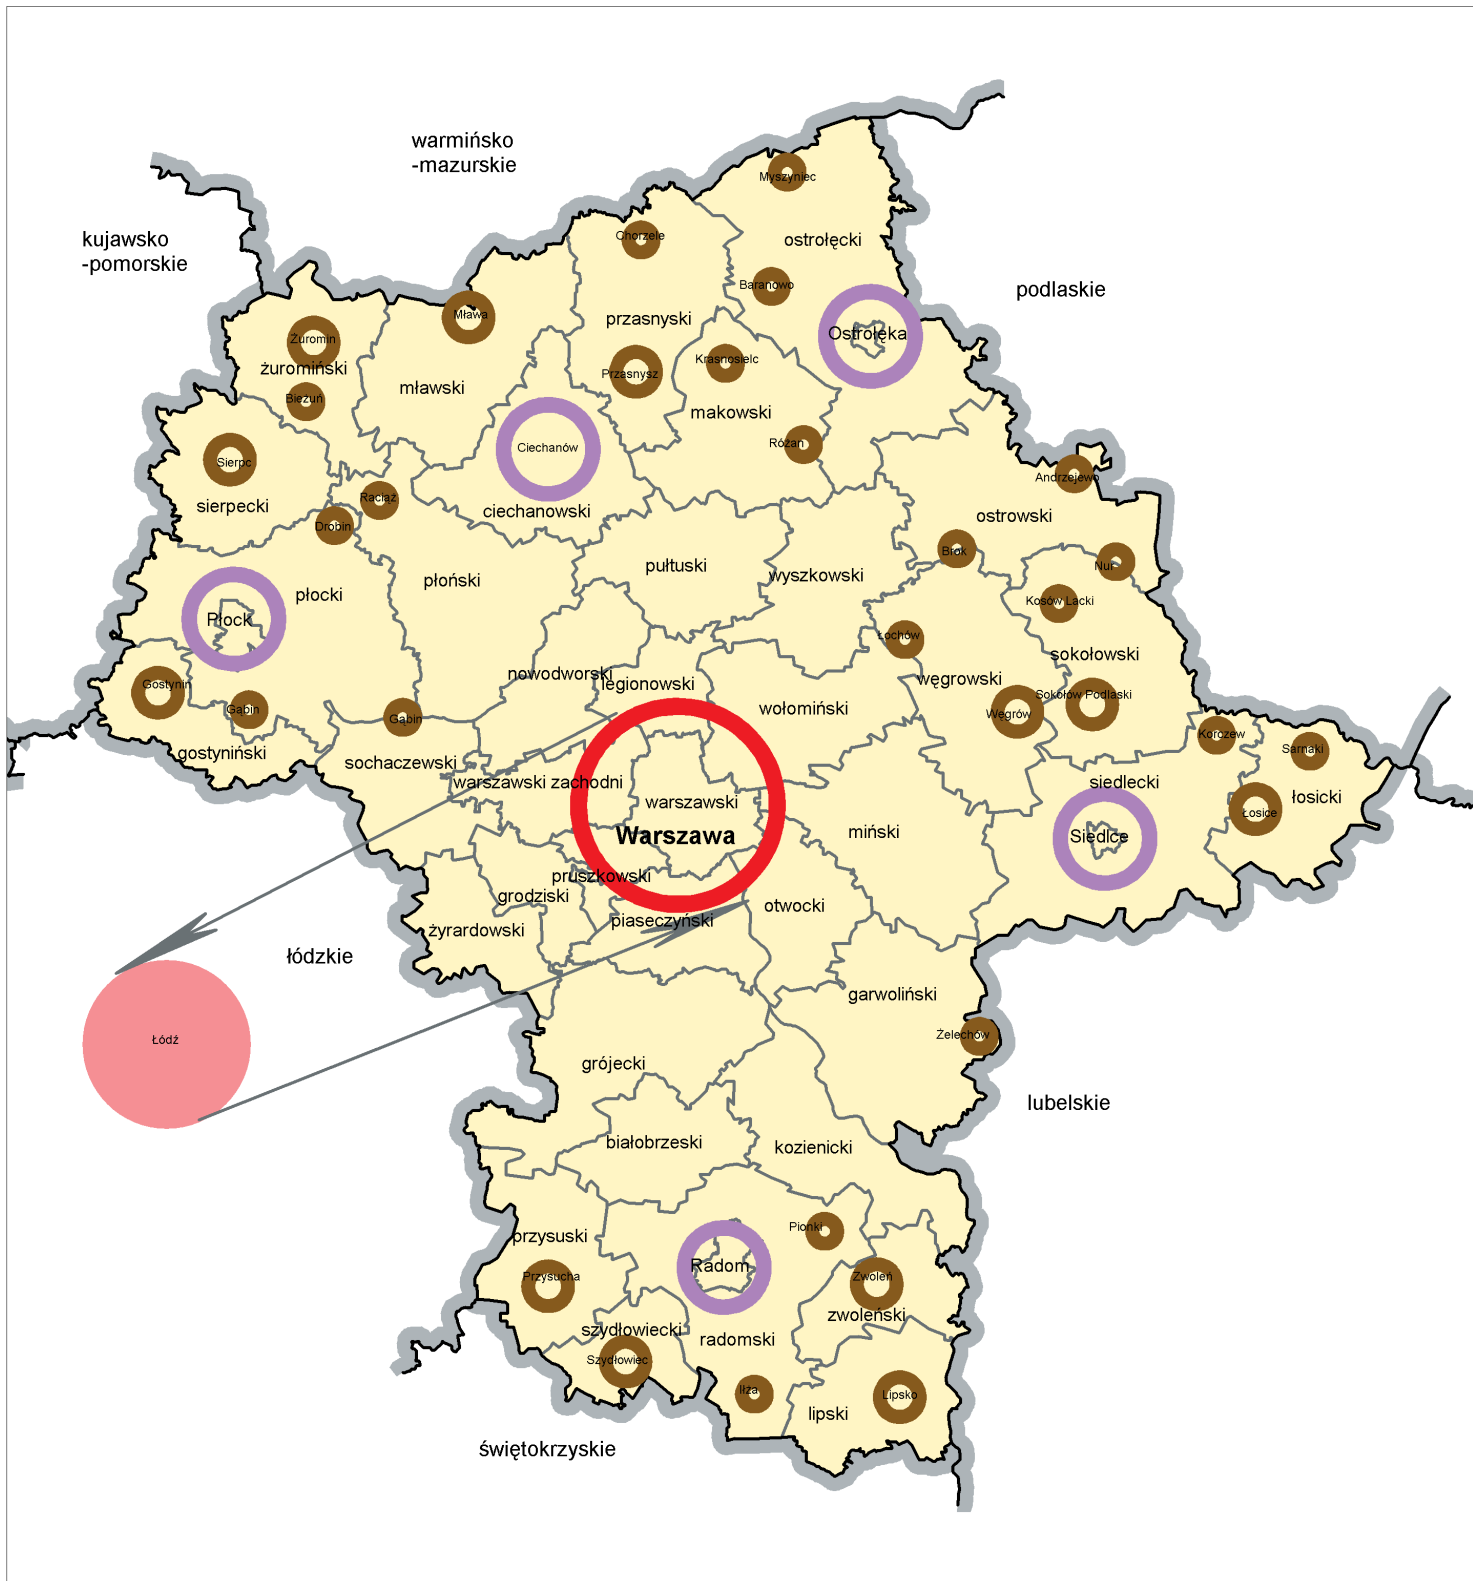 warmińsko
-mazurskie
Myszyniec
kujawsko
-pomorskie
Chorzele
ostrołęcki
Baranowo
podlaskie
Mława
przasnyski
Ostrołęka
Żuromin
żuromiński
Krasnosielc
Przasnysz
mławski
Bieżuń
makowski
Różan
Ciechanów
Sierpc
Andrzejewo
Raciąż
sierpecki
ciechanowski
ostrowski
Drobin
Brok
Nur
pułtuski
wyszkowski
płoński
płocki
Kosów Lacki
Płock
Łochów
sokołowski
nowodworski
legionowski
węgrowski
Gostynin
Sokołów Podlaski
Gąbin
Gąbin
wołomiński
Węgrów
Korczew
Sarnaki
gostyniński
sochaczewski
warszawski zachodni
siedlecki
łosicki
warszawski
Łosice
Warszawa
miński
Siedlce
pruszkowski
grodziski
otwocki
piaseczyński
żyrardowski
łódzkie
garwoliński
Łódź
Żelechów
grójecki
lubelskie
białobrzeski
kozienicki
Pionki
przysuski
Radom
Przysucha
Zwoleń
zwoleński
szydłowiecki
radomski
Szydłowiec
Iłża
Lipsko
lipski
świętokrzyskie